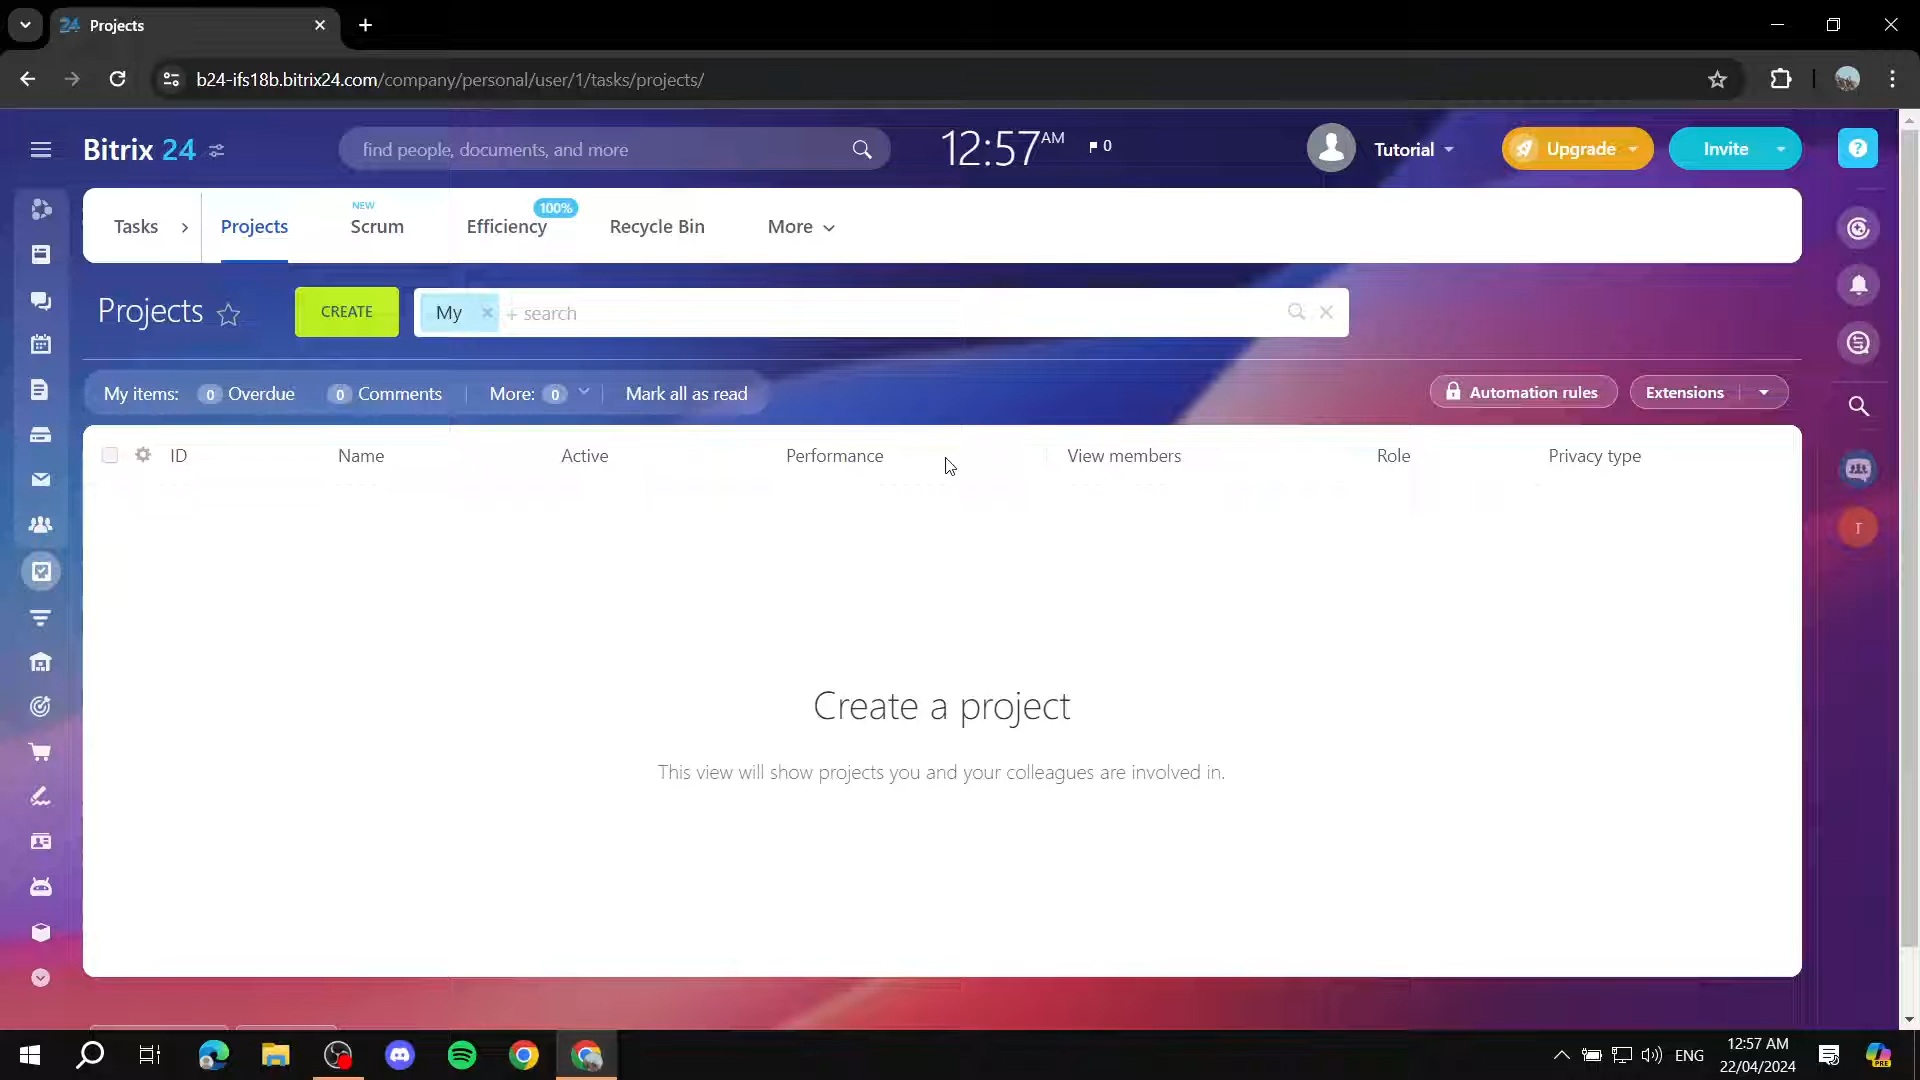 Projects
b24-ifs18b.bitrix24.com/company/personal/user/1/tasks/projects/
Bitrix 24
find people, documents, and more
12:57 AM
0
Tutorial
Upgrade
Invite
?
Tasks
Projects
NEW
Scrum
100%
Efficiency
Recycle Bin
More
Projects
CREATE
My
+ search
My items:
0 Overdue
0 Comments
More: 0
Mark all as read
Automation rules
Extensions
ID
Name
Active
Performance
View members
Role
Privacy type
T
Create a project
This view will show projects you and your colleagues are involved in.
ENG
12:57 AM
22/04/2024
PRE